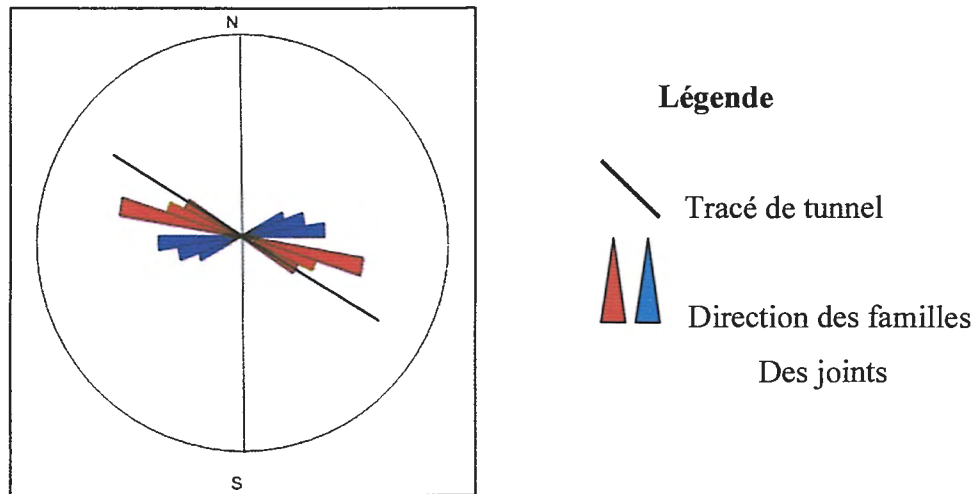 N
S
Légende
Tracé de tunnel
Direction des familles
Des joints